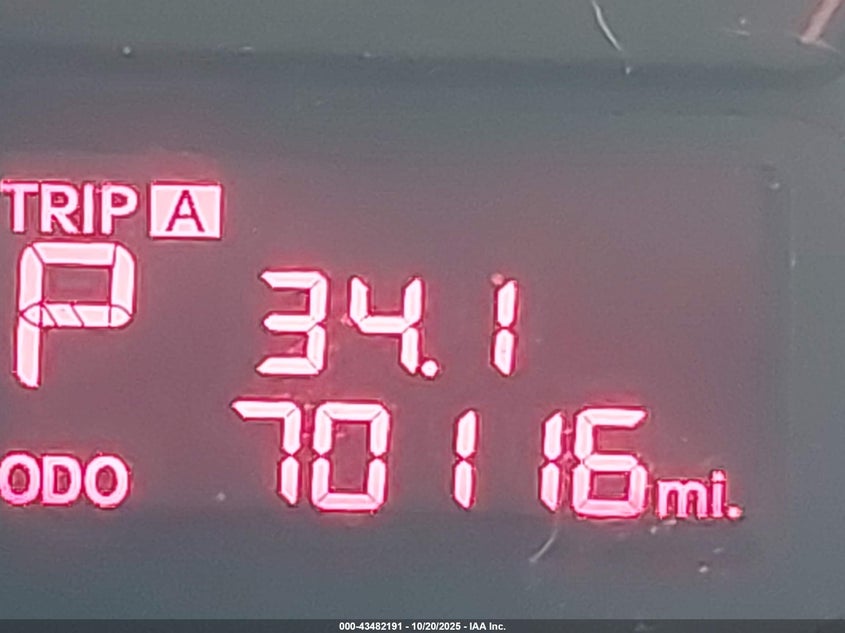 TRIP A
P 34.1
ODO 70116 mi.
000-43482191 - 10/20/2025 - IAA Inc.